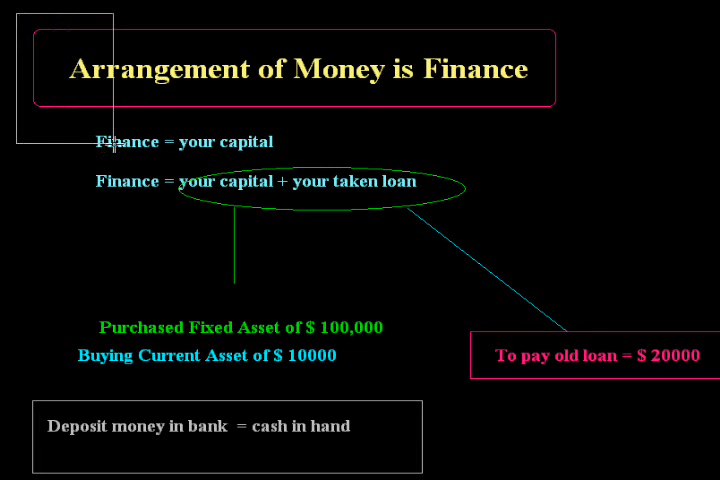 Arrangement of Money is Finance
Finance = your capital
Finance = your capital + your taken loan
Purchased Fixed Asset of $ 100,000
Buying Current Asset of $ 10000
To pay old loan = $ 20000
Deposit money in bank = cash in hand